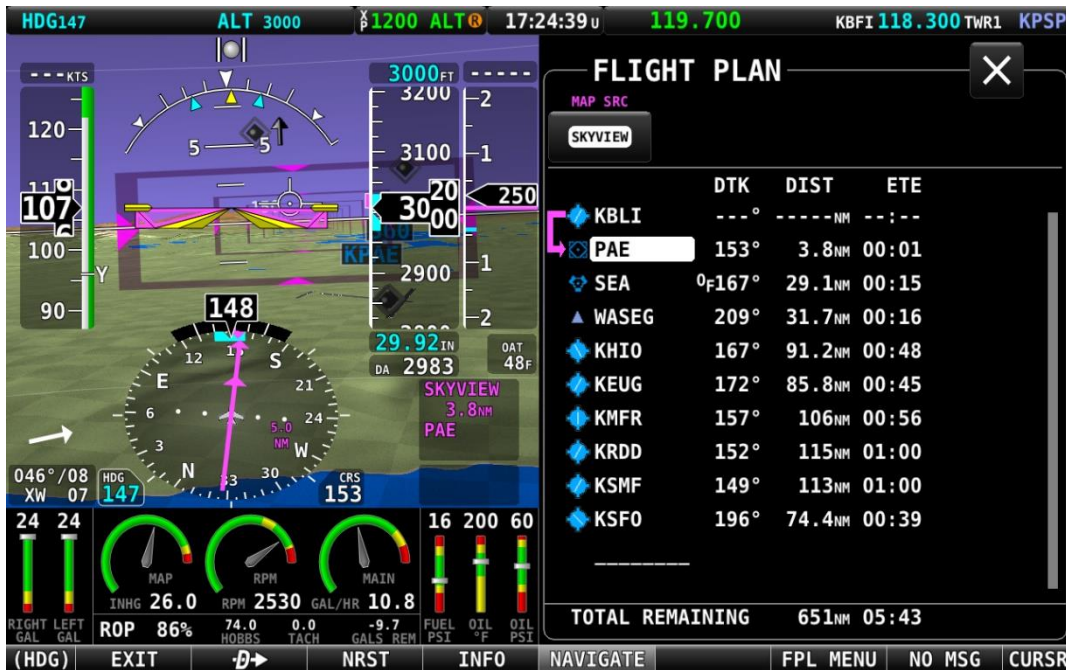 HDG147 ALT 3000 XP1200 ALT R 17:24:39 U 119.700 KBFI 118.300 TWR1 KPSP
---KTS
3000FT -----
120
110
107
100
90
Y
5 5
3200
3100
3020
00
2900
2
1
250
1
2
KPAE
148
29.92IN
DA 2983
OAT
48F
SKYVIEW
3.8NM
PAE
12 15 S 21 24 W 30 33 N 3 6 E
5.0
NM
046°/08
XW 07
HDG
147
CRS
153
24 24
RIGHT GAL
LEFT GAL
MAP
INHG 26.0
RPM
RPM 2530
MAIN
GAL/HR 10.8
ROP 86%
74.0 0.0 -9.7
HOBBS TACH GALS REM
16 200 60
FUEL PSI
OIL °F
OIL PSI
FLIGHT PLAN X
MAP SRC
SKYVIEW
DTK DIST ETE
KBLI ---° -----NM --:--
PAE 153° 3.8NM 00:01
SEA OF167° 29.1NM 00:15
WASEG 209° 31.7NM 00:16
KHIO 167° 91.2NM 00:48
KEUG 172° 85.8NM 00:45
KMFR 157° 106NM 00:56
KRDD 152° 115NM 01:00
KSMF 149° 113NM 01:00
KSFO 196° 74.4NM 00:39
_________
TOTAL REMAINING 651NM 05:43
(HDG) EXIT D NRST INFO NAVIGATE FPL MENU NO MSG CURSR